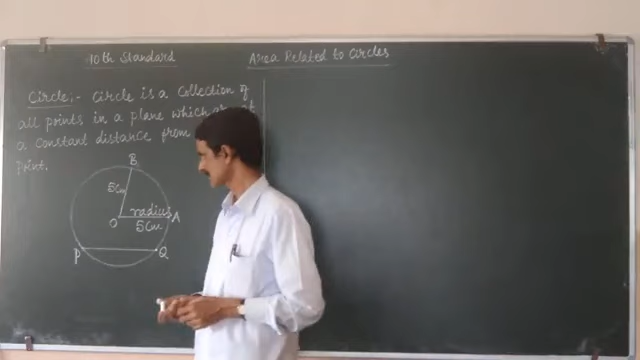 10th Standard
Area Related to Circles
Circle:- Circle is a Collection of
all points in a plane which at
a constant distance from
point.
B
5cm
radius
O
A
5cm
P
Q